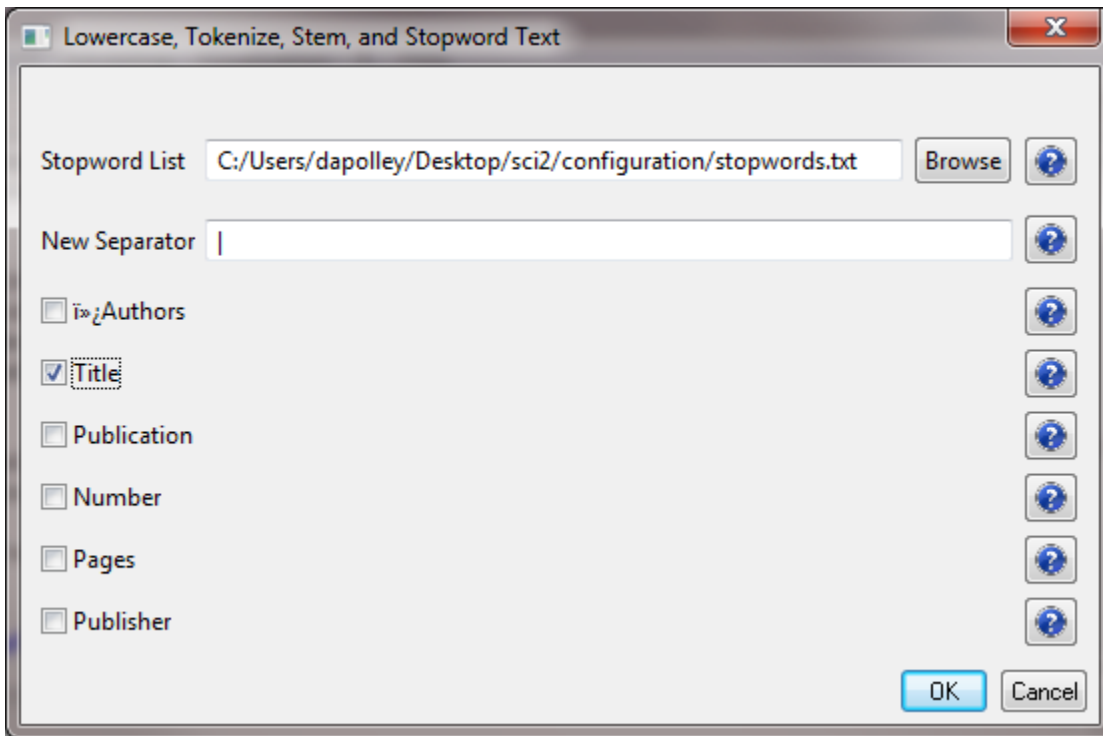 Lowercase, Tokenize, Stem, and Stopword Text
Stopword List C:/Users/dapolley/Desktop/sci2/configuration/stopwords.txt Browse
New Separator |
ï»¿Authors
Title
Publication
Number
Pages
Publisher
OK Cancel